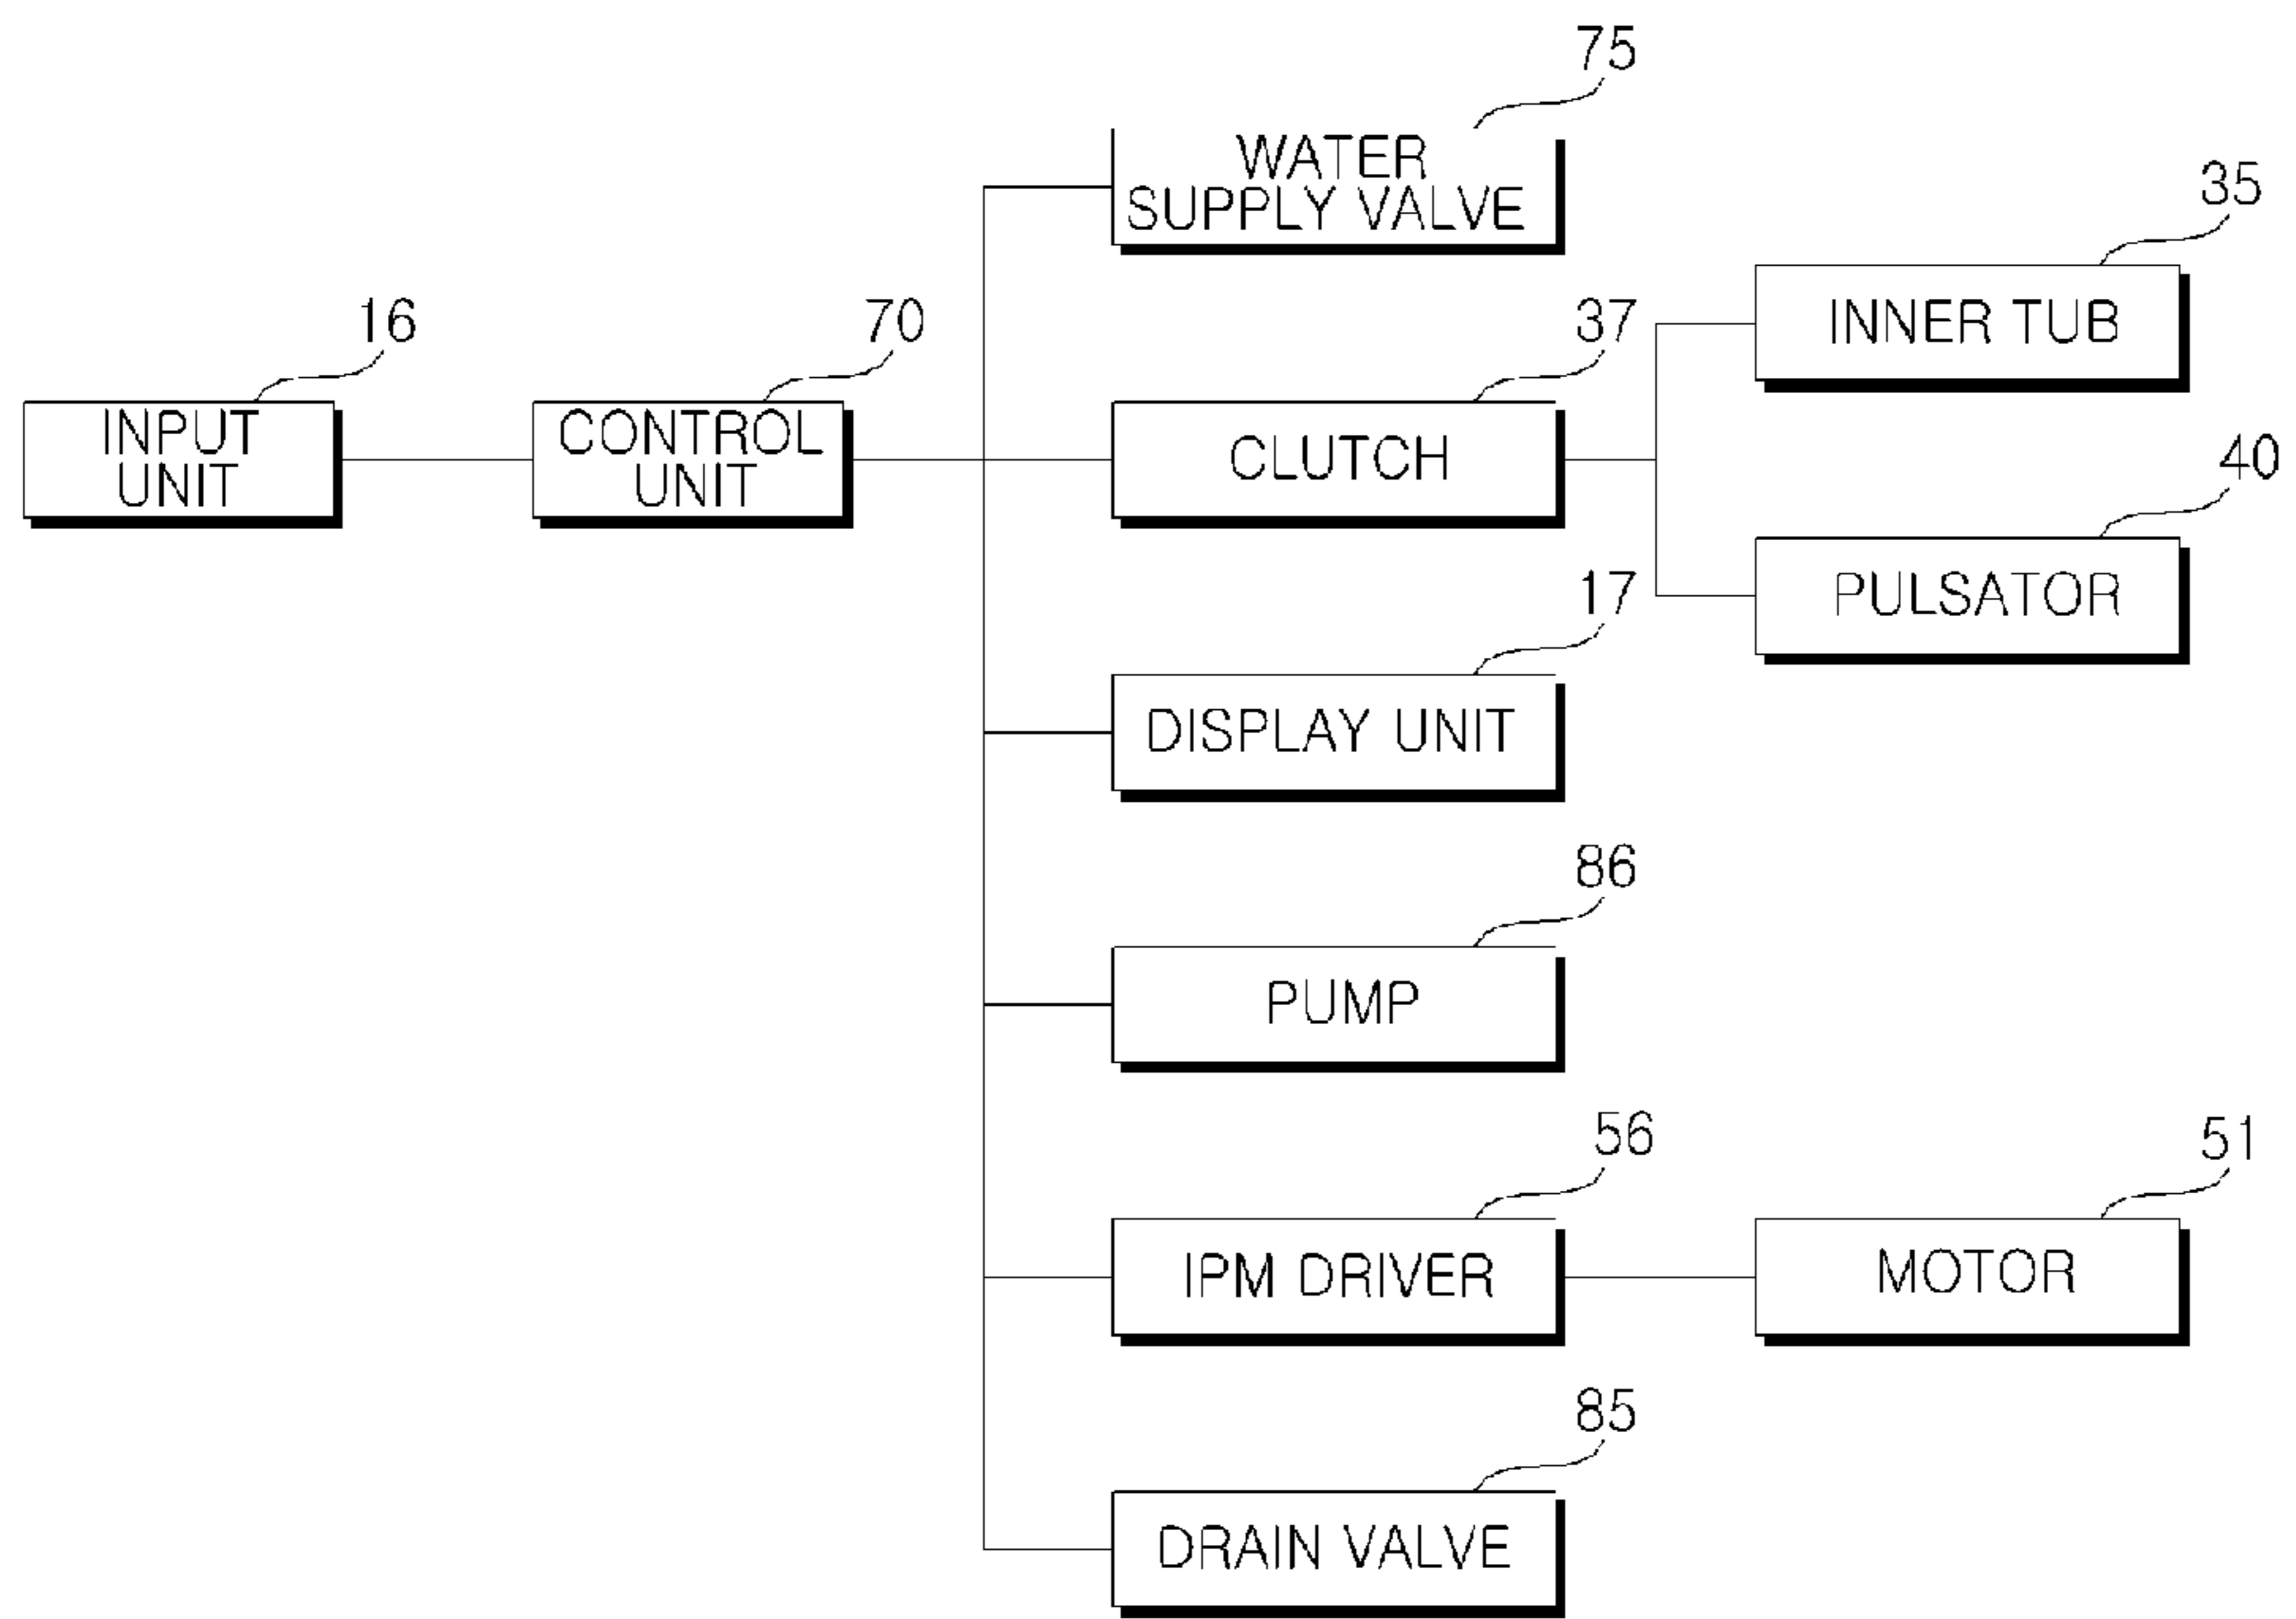 75
WATER
SUPPLY VALVE
35
INNER TUB
16
INPUT
UNIT
70
CONTROL
UNIT
37
CLUTCH
40
PULSATOR
17
DISPLAY UNIT
86
PUMP
56
IPM DRIVER
51
MOTOR
85
DRAIN VALVE